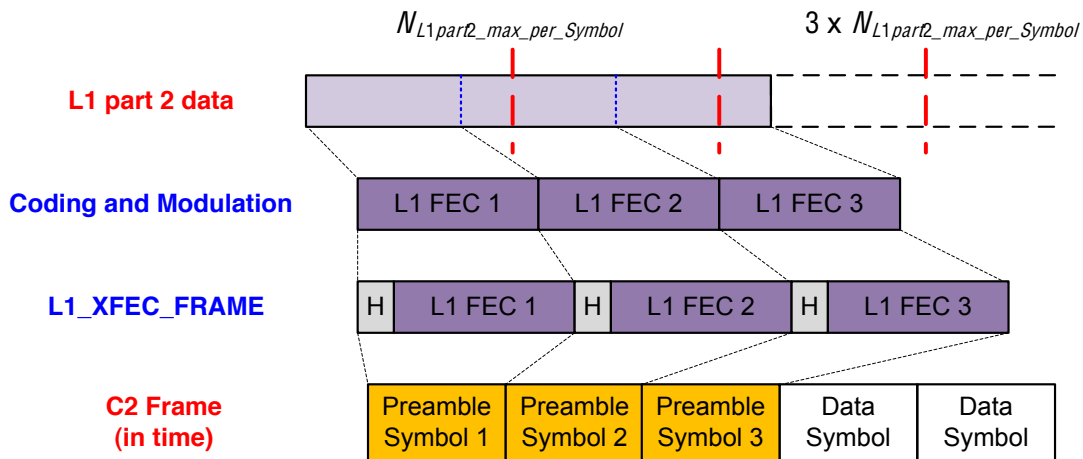 N L1part2_max_per_Symbol
3 x N L1part2_max_per_Symbol
L1 part 2 data
Coding and Modulation
L1 FEC 1
L1 FEC 2
L1 FEC 3
L1_XFEC_FRAME
H
L1 FEC 1
H
L1 FEC 2
H
L1 FEC 3
C2 Frame
(in time)
Preamble
Symbol 1
Preamble
Symbol 2
Preamble
Symbol 3
Data
Symbol
Data
Symbol